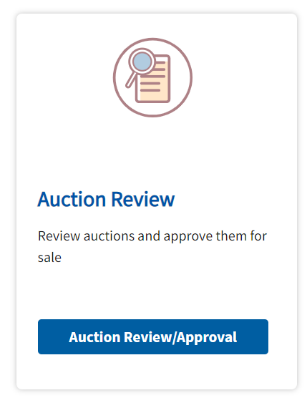 Auction Review
Review auctions and approve them for
sale
Auction Review/Approval